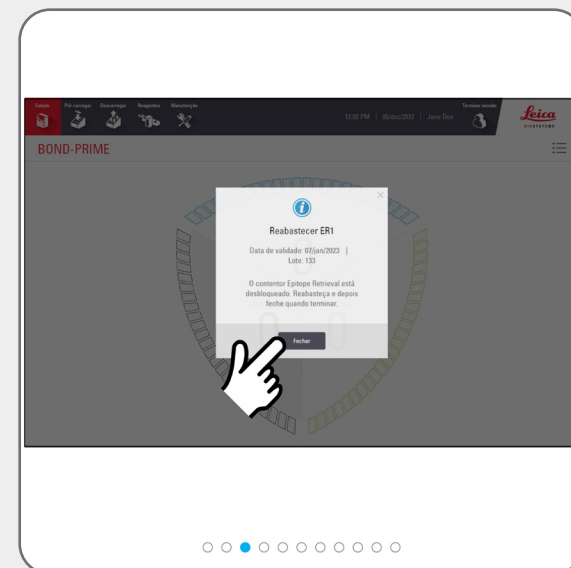 Estado Pré-carregar Descarregar Reagentes Manutenção Terminar sessão
12:02 PM | 05/dez/2022 | Jane Doe
Leica
BIOSYSTEMS
BOND-PRIME
Reabastecer ER1
Data de validade: 07/jan/2023 |
Lote: 133
O contentor Epitope Retrieval está
desbloqueado. Reabasteça e depois
feche quando terminar.
Fechar